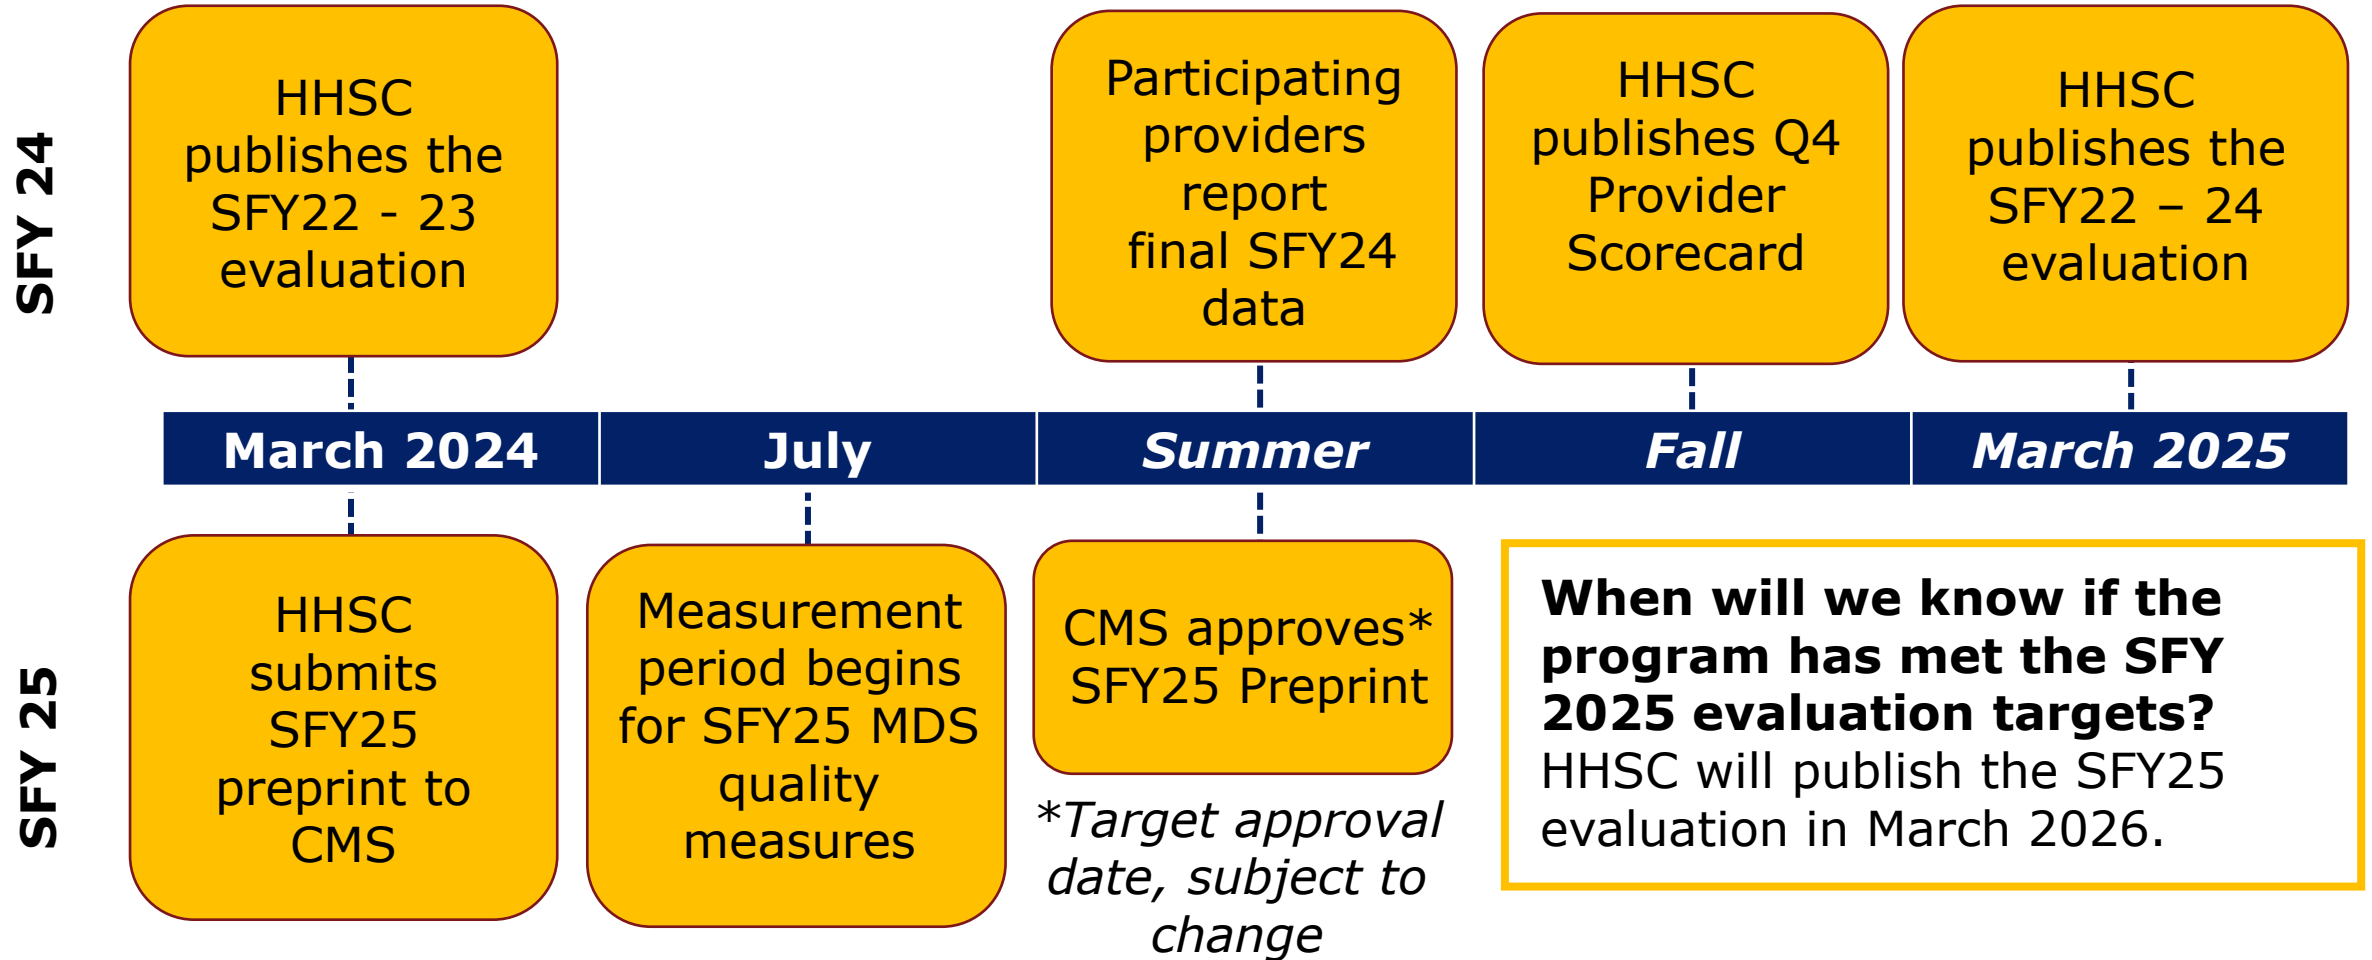 SFY 24
HHSC
publishes the
SFY22 - 23
evaluation
Participating
providers
report
final SFY24
data
HHSC
publishes Q4
Provider
Scorecard
HHSC
publishes the
SFY22 – 24
evaluation
March 2024
July
Summer
Fall
March 2025
SFY 25
HHSC
submits
SFY25
preprint to
CMS
Measurement
period begins
for SFY25 MDS
quality
measures
CMS approves*
SFY25 Preprint
*Target approval
date, subject to
change
When will we know if the
program has met the SFY
2025 evaluation targets?
HHSC will publish the SFY25
evaluation in March 2026.